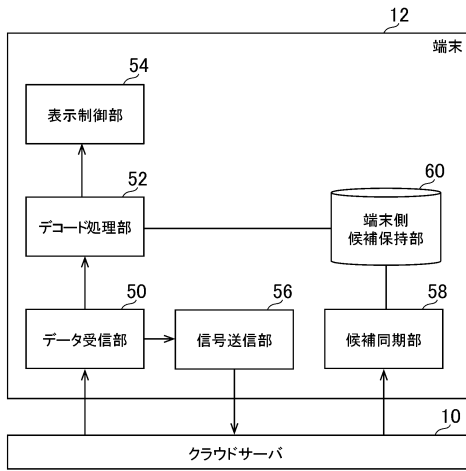 12
端末
54
表示制御部
52
デコード処理部
60
端末側
候補保持部
50
データ受信部
56
信号送信部
58
候補同期部
10
クラウドサーバ